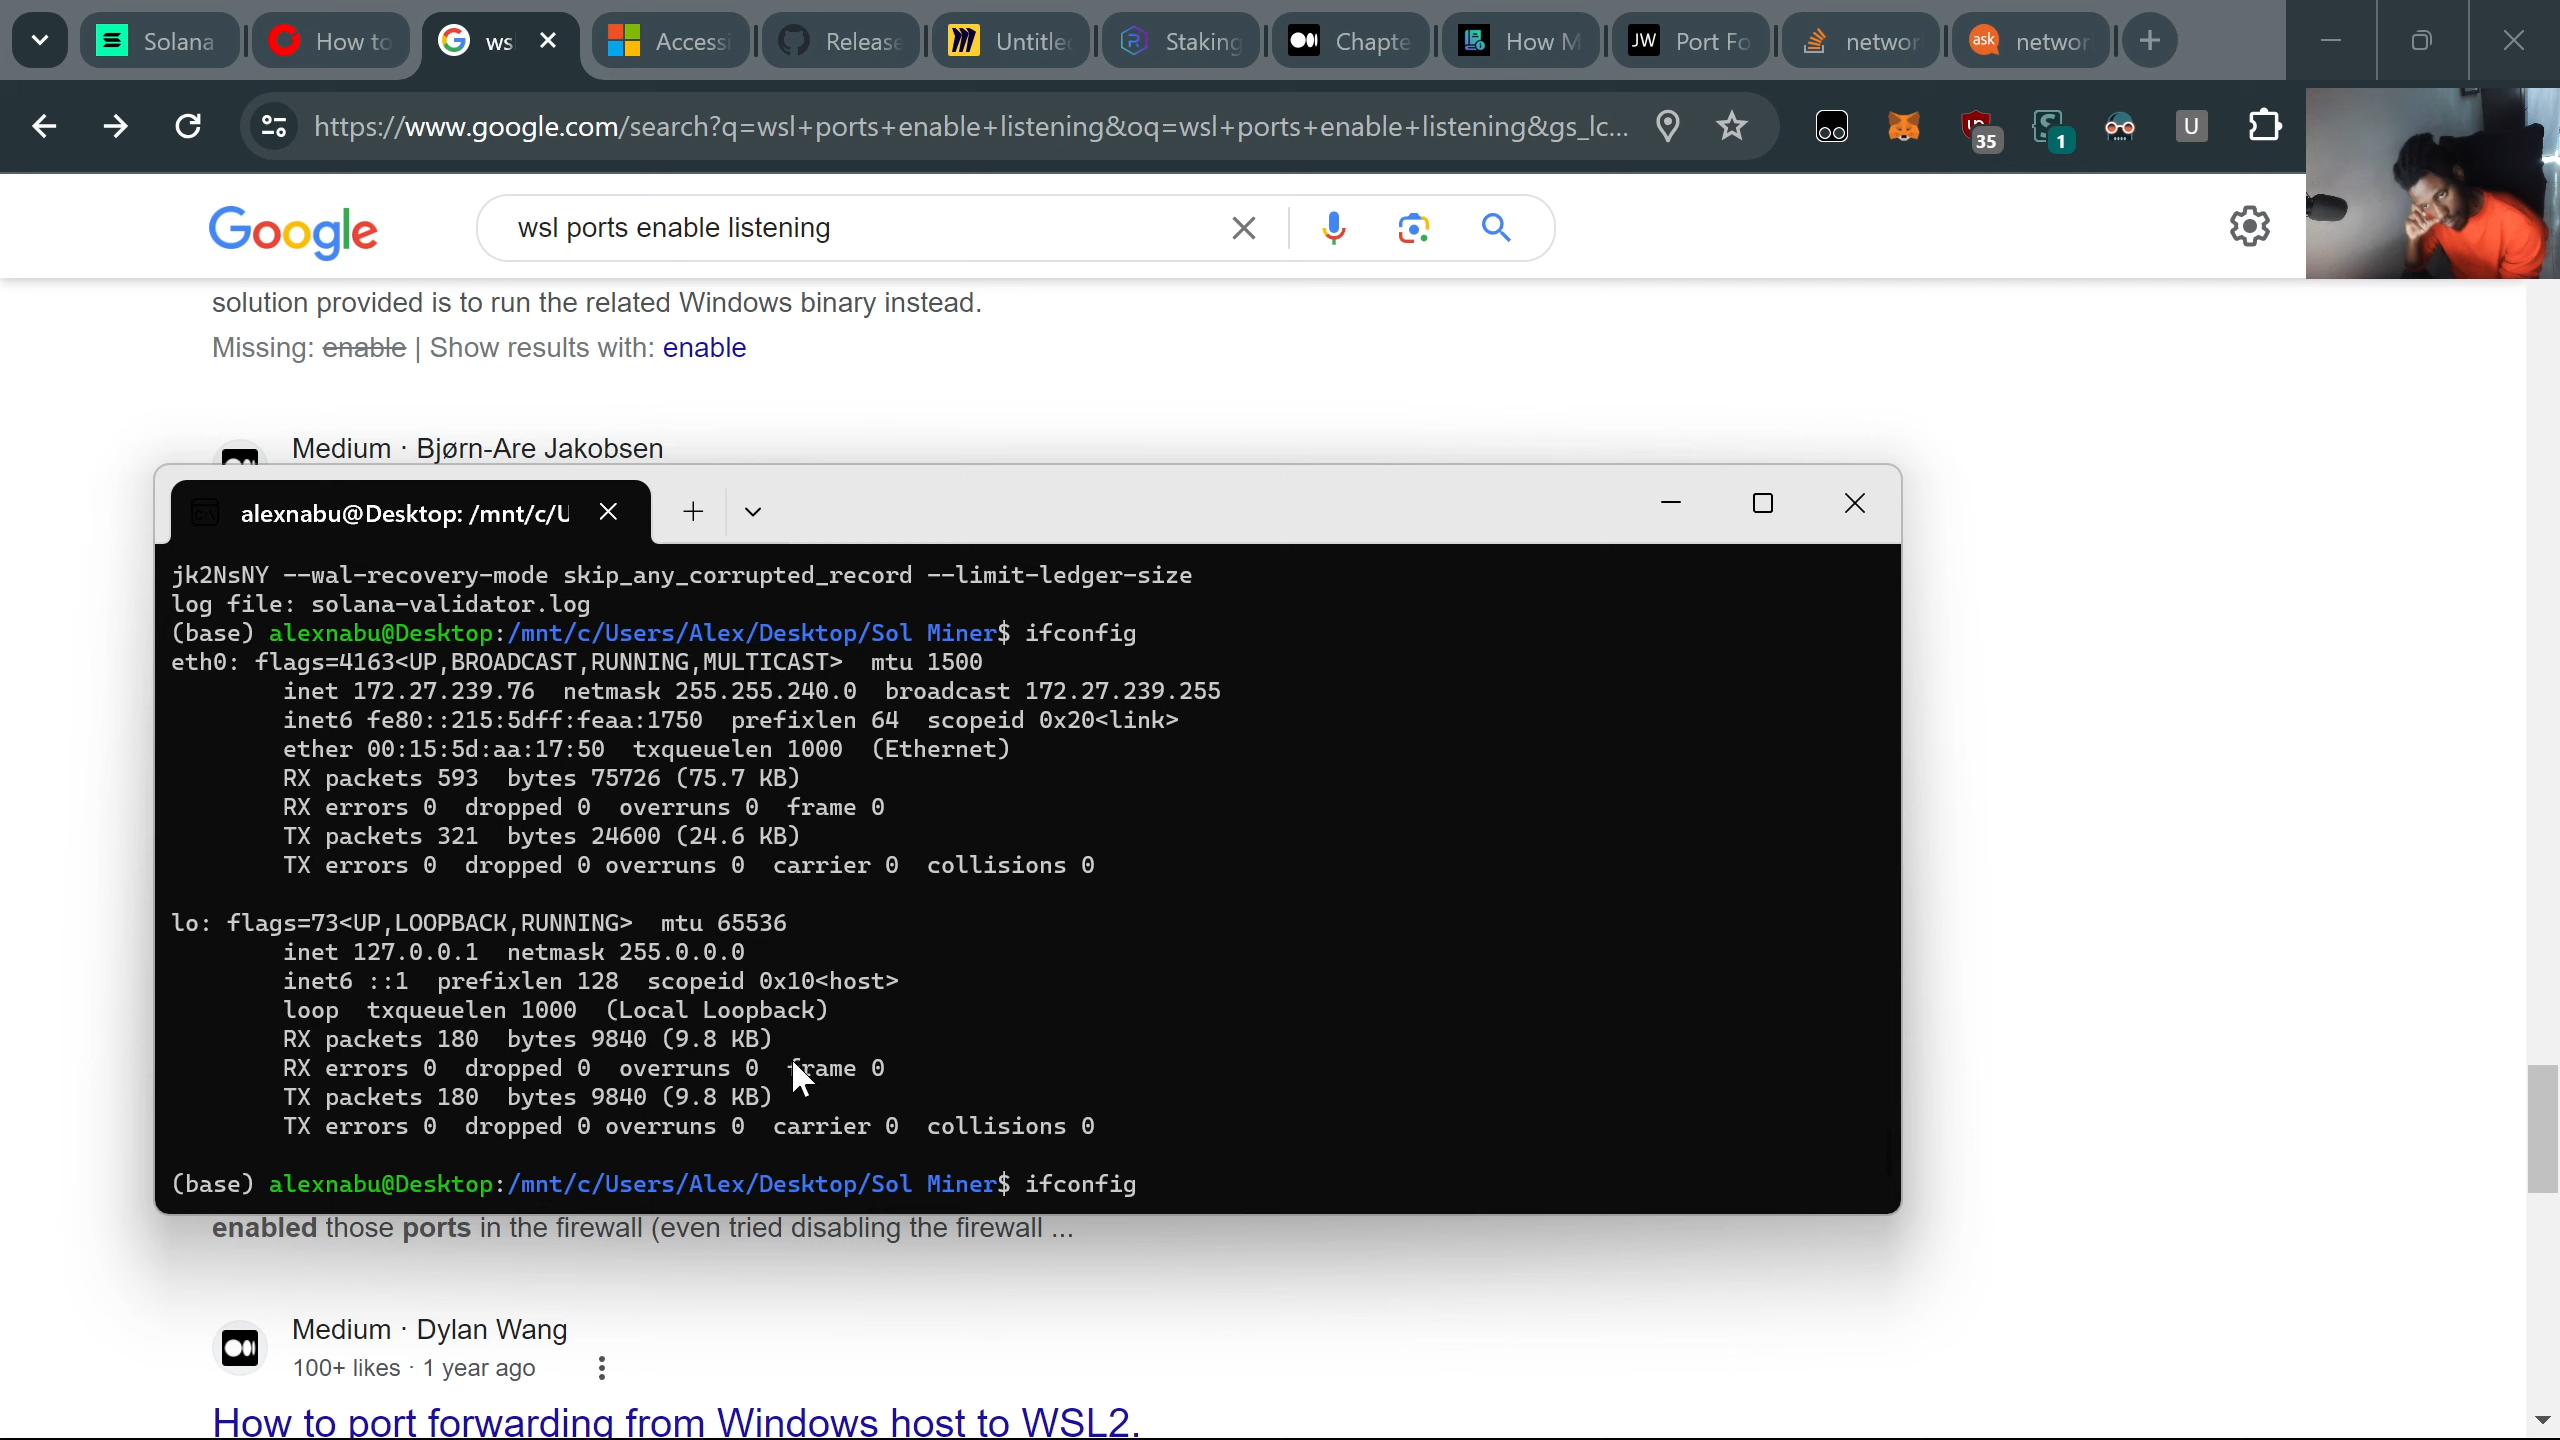 Solana
How to
ws
Accessi
Release
Untitle
Staking
Chapte
How M
JW
Port Fo
networ
ask
networ
https://www.google.com/search?q=wsl+ports+enable+listening&oq=wsl+ports+enable+listening&gs_lc...
35
1
U
Google
wsl ports enable listening
solution provided is to run the related Windows binary instead.
Missing: enable | Show results with: enable
Medium · Bjørn-Are Jakobsen
alexnabu@Desktop: /mnt/c/U
jk2NsNY --wal-recovery-mode skip_any_corrupted_record --limit-ledger-size
log file: solana-validator.log
(base) alexnabu@Desktop:/mnt/c/Users/Alex/Desktop/Sol Miner$ ifconfig
eth0: flags=4163<UP,BROADCAST,RUNNING,MULTICAST>  mtu 1500
inet 172.27.239.76  netmask 255.255.240.0  broadcast 172.27.239.255
inet6 fe80::215:5dff:feaa:1750  prefixlen 64  scopeid 0x20<link>
ether 00:15:5d:aa:17:50  txqueuelen 1000  (Ethernet)
RX packets 593  bytes 75726 (75.7 KB)
RX errors 0  dropped 0  overruns 0  frame 0
TX packets 321  bytes 24600 (24.6 KB)
TX errors 0  dropped 0 overruns 0  carrier 0  collisions 0
lo: flags=73<UP,LOOPBACK,RUNNING>  mtu 65536
inet 127.0.0.1  netmask 255.0.0.0
inet6 ::1  prefixlen 128  scopeid 0x10<host>
loop  txqueuelen 1000  (Local Loopback)
RX packets 180  bytes 9840 (9.8 KB)
RX errors 0  dropped 0  overruns 0  frame 0
TX packets 180  bytes 9840 (9.8 KB)
TX errors 0  dropped 0 overruns 0  carrier 0  collisions 0
(base) alexnabu@Desktop:/mnt/c/Users/Alex/Desktop/Sol Miner$ ifconfig
enabled those ports in the firewall (even tried disabling the firewall ...
Medium · Dylan Wang
100+ likes · 1 year ago
How to port forwarding from Windows host to WSL2.